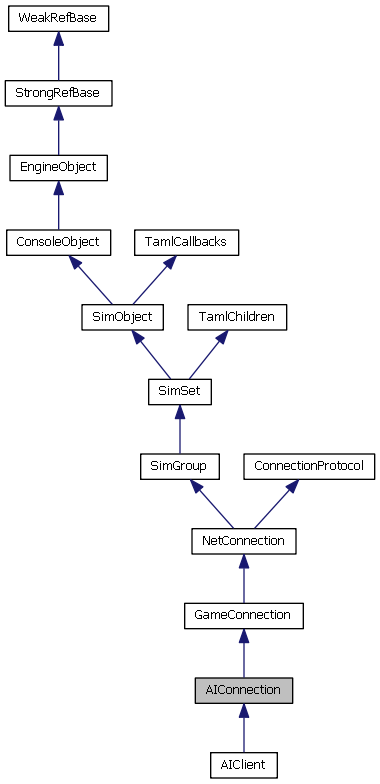 WeakRefBase
StrongRefBase
EngineObject
ConsoleObject
TamlCallbacks
SimObject
TamlChildren
SimSet
SimGroup
ConnectionProtocol
NetConnection
GameConnection
AIConnection
AIClient